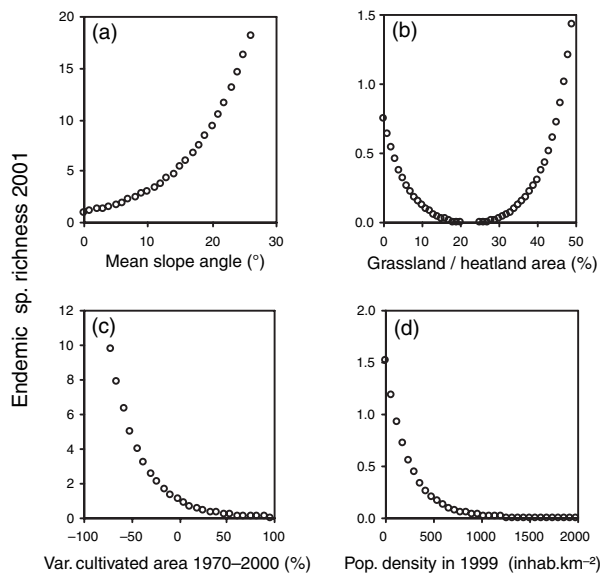 Endemic sp. richness 2001
(a)
20
15
10
5
0
0 10 20 30
Mean slope angle (°)
(b)
1.5
1.0
0.5
0.0
0 10 20 30 40 50
Grassland / heatland area (%)
(c)
12
10
8
6
4
2
0
−100 −50 0 50 100
Var. cultivated area 1970–2000 (%)
(d)
2.0
1.5
1.0
0.5
0.0
0 500 1000 1500 2000
Pop. density in 1999 (inhab.km⁻²)